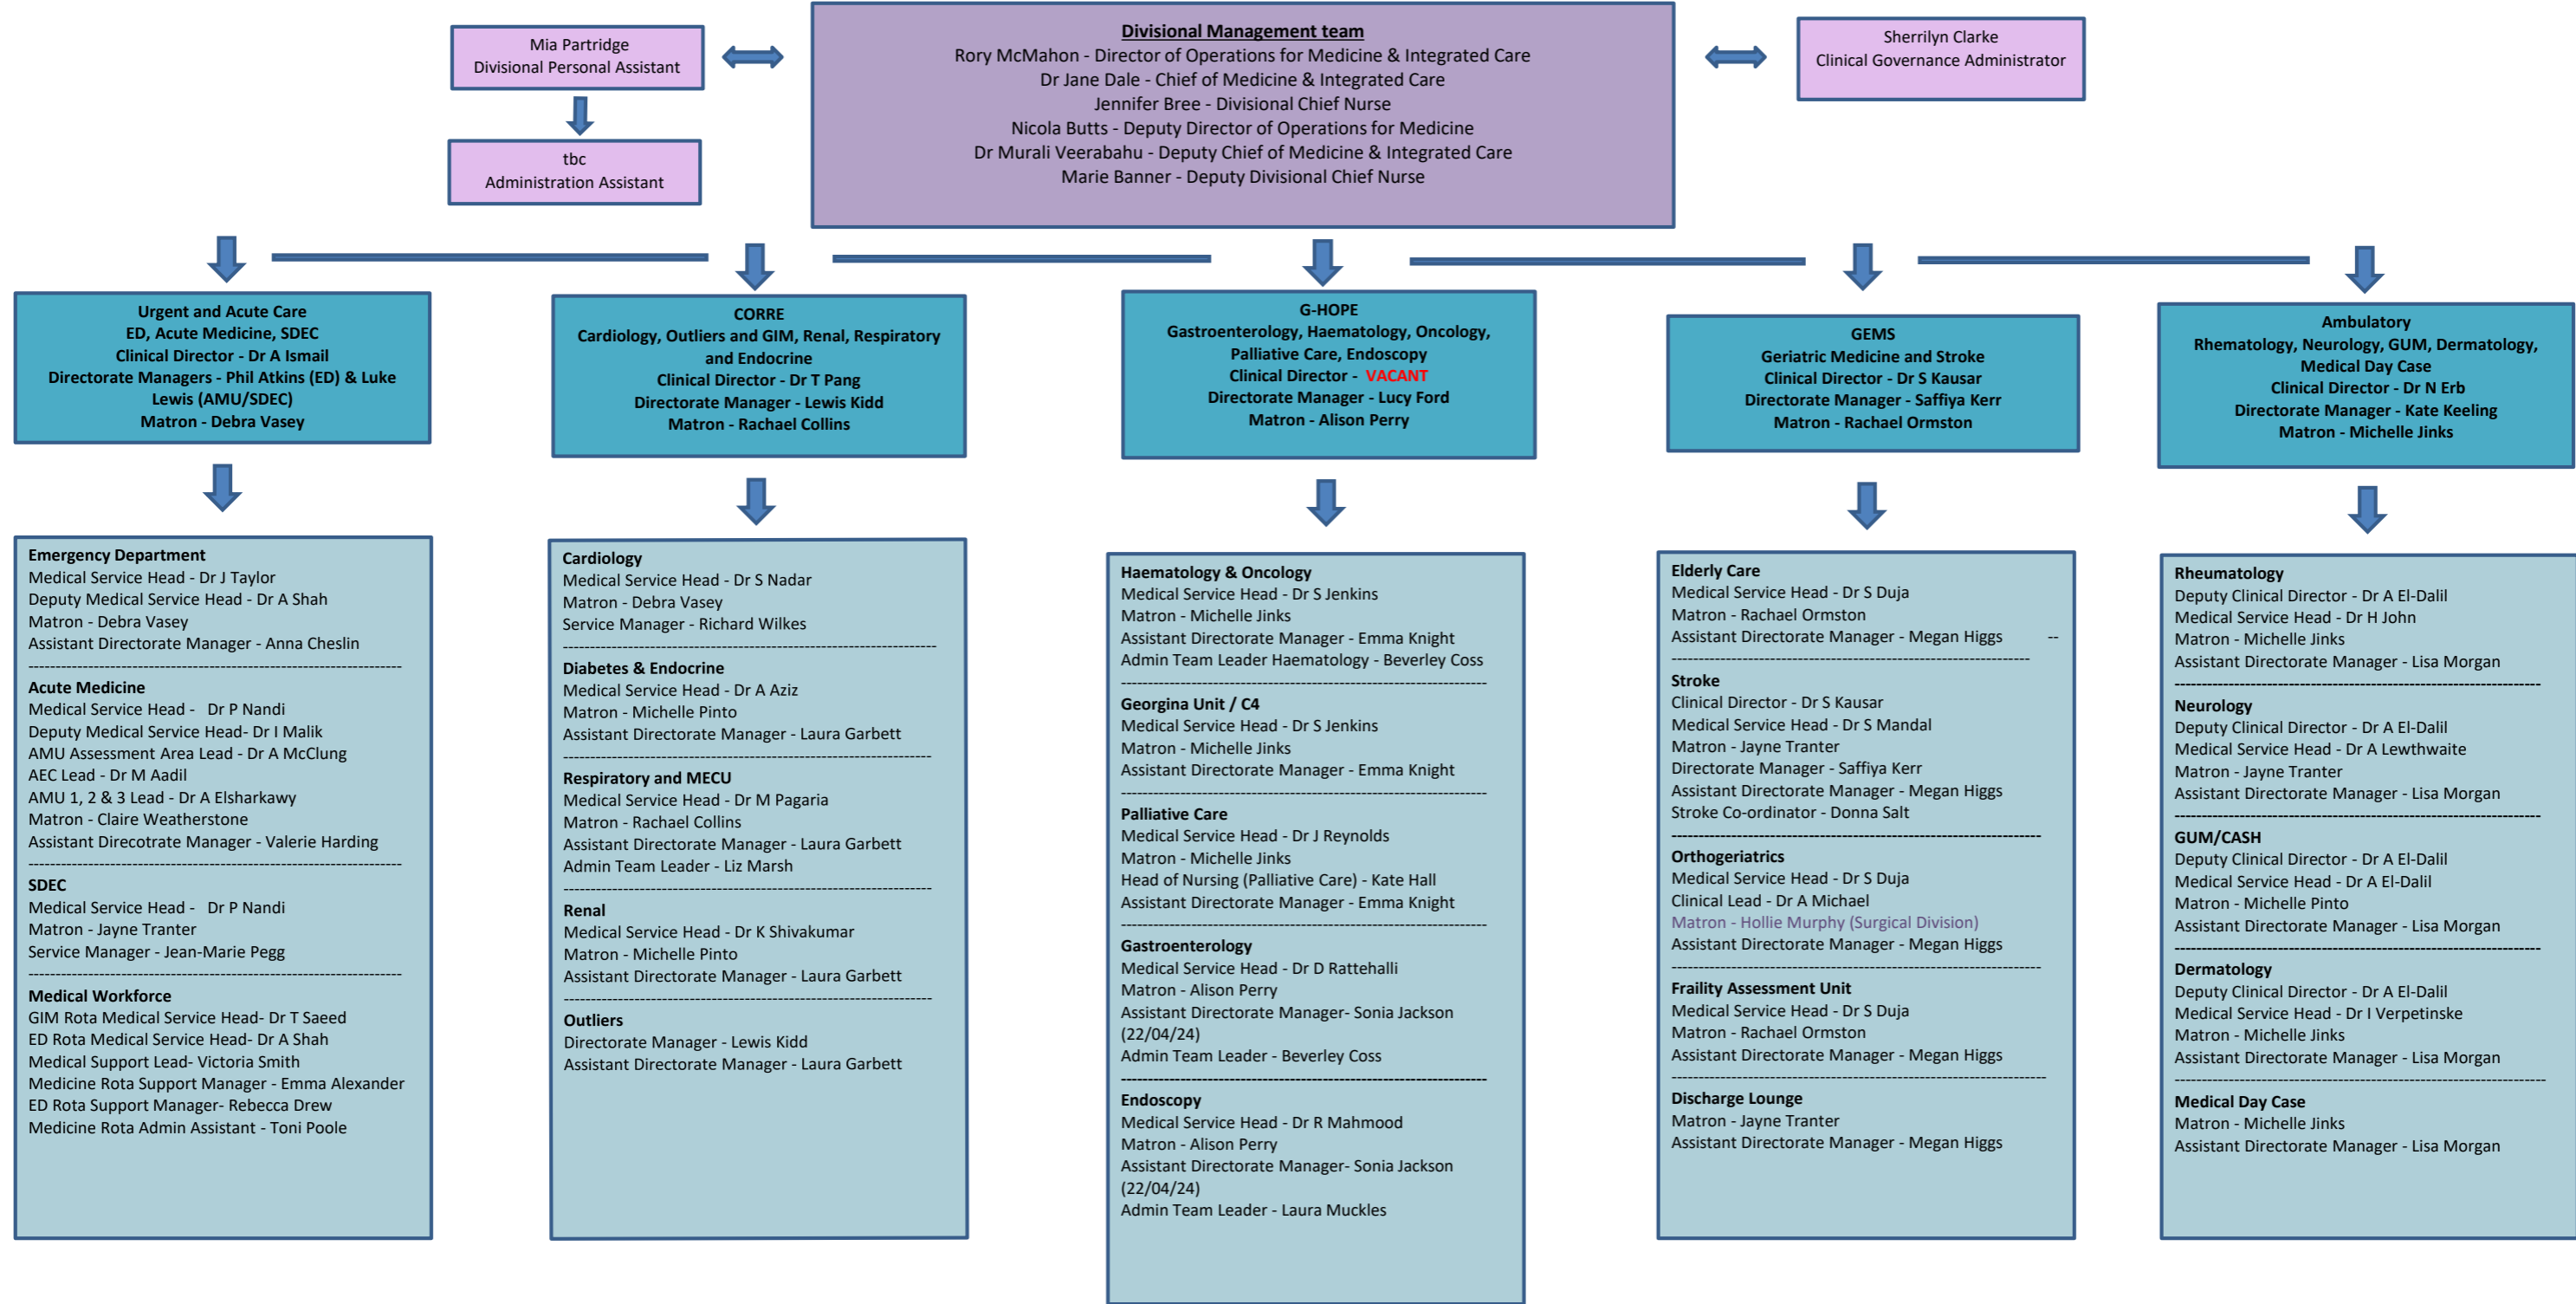 Mia Partridge
Divisional Personal Assistant
tbc
Administration Assistant
Divisional Management team
Rory McMahon - Director of Operations for Medicine & Integrated Care
Dr Jane Dale - Chief of Medicine & Integrated Care
Jennifer Bree - Divisional Chief Nurse
Nicola Butts - Deputy Director of Operations for Medicine
Dr Murali Veerabahu - Deputy Chief of Medicine & Integrated Care
Marie Banner - Deputy Divisional Chief Nurse
Sherrilyn Clarke
Clinical Governance Administrator
Urgent and Acute Care
ED, Acute Medicine, SDEC
Clinical Director - Dr A Ismail
Directorate Managers - Phil Atkins (ED) & Luke
Lewis (AMU/SDEC)
Matron - Debra Vasey
CORRE
Cardiology, Outliers and GIM, Renal, Respiratory
and Endocrine
Clinical Director - Dr T Pang
Directorate Manager - Lewis Kidd
Matron - Rachael Collins
G-HOPE
Gastroenterology, Haematology, Oncology,
Palliative Care, Endoscopy
Clinical Director - VACANT
Directorate Manager - Lucy Ford
Matron - Alison Perry
GEMS
Geriatric Medicine and Stroke
Clinical Director - Dr S Kausar
Directorate Manager - Saffiya Kerr
Matron - Rachael Ormston
Ambulatory
Rhematology, Neurology, GUM, Dermatology,
Medical Day Case
Clinical Director - Dr N Erb
Directorate Manager - Kate Keeling
Matron - Michelle Jinks
Emergency Department
Medical Service Head - Dr J Taylor
Deputy Medical Service Head - Dr A Shah
Matron - Debra Vasey
Assistant Directorate Manager - Anna Cheslin
--------------------------------------------------------------------
Acute Medicine
Medical Service Head -   Dr P Nandi
Deputy Medical Service Head- Dr I Malik
AMU Assessment Area Lead - Dr A McClung
AEC Lead - Dr M Aadil
AMU 1, 2 & 3 Lead - Dr A Elsharkawy
Matron - Claire Weatherstone
Assistant Direcotrate Manager - Valerie Harding
--------------------------------------------------------------------
SDEC
Medical Service Head -   Dr P Nandi
Matron - Jayne Tranter
Service Manager - Jean-Marie Pegg
--------------------------------------------------------------------
Medical Workforce
GIM Rota Medical Service Head- Dr T Saeed
ED Rota Medical Service Head- Dr A Shah
Medical Support Lead- Victoria Smith
Medicine Rota Support Manager - Emma Alexander
ED Rota Support Manager- Rebecca Drew
Medicine Rota Admin Assistant - Toni Poole
Cardiology
Medical Service Head - Dr S Nadar
Matron - Debra Vasey
Service Manager - Richard Wilkes
--------------------------------------------------------------------
Diabetes & Endocrine
Medical Service Head - Dr A Aziz
Matron - Michelle Pinto
Assistant Directorate Manager - Laura Garbett
-------------------------------------------------------------------
Respiratory and MECU
Medical Service Head - Dr M Pagaria
Matron - Rachael Collins
Assistant Directorate Manager - Laura Garbett
Admin Team Leader - Liz Marsh
-------------------------------------------------------------------
Renal
Medical Service Head - Dr K Shivakumar
Matron - Michelle Pinto
Assistant Directorate Manager - Laura Garbett
-------------------------------------------------------------------
Outliers
Directorate Manager - Lewis Kidd
Assistant Directorate Manager - Laura Garbett
Haematology & Oncology
Medical Service Head - Dr S Jenkins
Matron - Michelle Jinks
Assistant Directorate Manager - Emma Knight
Admin Team Leader Haematology - Beverley Coss
-------------------------------------------------------------------
Georgina Unit / C4
Medical Service Head - Dr S Jenkins
Matron - Michelle Jinks
Assistant Directorate Manager - Emma Knight
-------------------------------------------------------------------
Palliative Care
Medical Service Head - Dr J Reynolds
Matron - Michelle Jinks
Head of Nursing (Palliative Care) - Kate Hall
Assistant Directorate Manager - Emma Knight
-------------------------------------------------------------------
Gastroenterology
Medical Service Head - Dr D Rattehalli
Matron - Alison Perry
Assistant Directorate Manager- Sonia Jackson
(22/04/24)
Admin Team Leader - Beverley Coss
-------------------------------------------------------------------
Endoscopy
Medical Service Head - Dr R Mahmood
Matron - Alison Perry
Assistant Directorate Manager- Sonia Jackson
(22/04/24)
Admin Team Leader - Laura Muckles
Elderly Care
Medical Service Head - Dr S Duja
Matron - Rachael Ormston
Assistant Directorate Manager - Megan Higgs          --
-----------------------------------------------------------------
Stroke
Clinical Director - Dr S Kausar
Medical Service Head - Dr S Mandal
Matron - Jayne Tranter
Directorate Manager - Saffiya Kerr
Assistant Directorate Manager - Megan Higgs
Stroke Co-ordinator - Donna Salt
-------------------------------------------------------------------
Orthogeriatrics
Medical Service Head - Dr S Duja
Clinical Lead - Dr A Michael
Matron - Hollie Murphy (Surgical Division)
Assistant Directorate Manager - Megan Higgs
-------------------------------------------------------------------
Fraility Assessment Unit
Medical Service Head - Dr S Duja
Matron - Rachael Ormston
Assistant Directorate Manager - Megan Higgs
--------------------------------------------------------------------
Discharge Lounge
Matron - Jayne Tranter
Assistant Directorate Manager - Megan Higgs
Rheumatology
Deputy Clinical Director - Dr A El-Dalil
Medical Service Head - Dr H John
Matron - Michelle Jinks
Assistant Directorate Manager - Lisa Morgan
-------------------------------------------------------------------
Neurology
Deputy Clinical Director - Dr A El-Dalil
Medical Service Head - Dr A Lewthwaite
Matron - Jayne Tranter
Assistant Directorate Manager - Lisa Morgan
-------------------------------------------------------------------
GUM/CASH
Deputy Clinical Director - Dr A El-Dalil
Medical Service Head - Dr A El-Dalil
Matron - Michelle Pinto
Assistant Directorate Manager - Lisa Morgan
-------------------------------------------------------------------
Dermatology
Deputy Clinical Director - Dr A El-Dalil
Medical Service Head - Dr I Verpetinske
Matron - Michelle Jinks
Assistant Directorate Manager - Lisa Morgan
--------------------------------------------------------------------
Medical Day Case
Matron - Michelle Jinks
Assistant Directorate Manager - Lisa Morgan